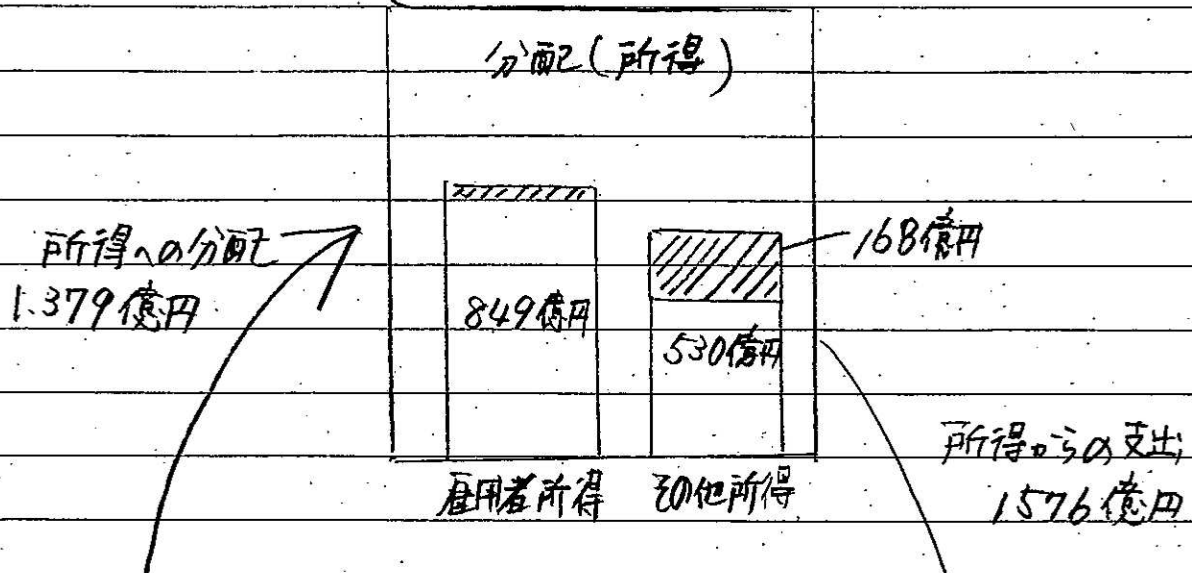 分配(所得)
所得への分配
1.379億円
849億円
530億円
168億円
雇用者所得
その他所得
所得からの支出
1576億円